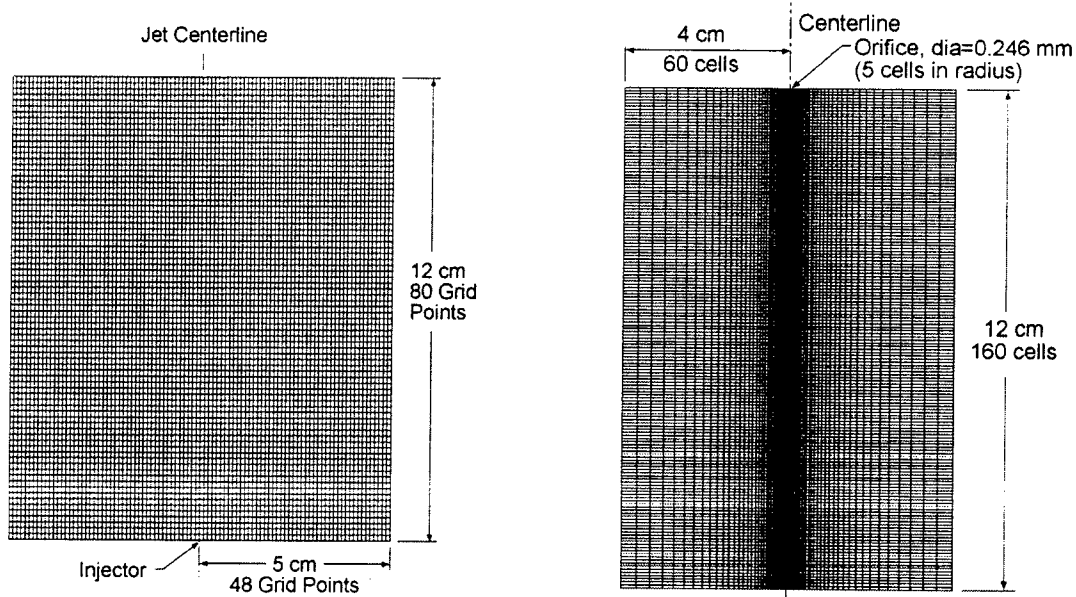 Jet Centerline
12 cm
80 Grid
Points
Injector
5 cm
48 Grid Points
4 cm
60 cells
Centerline
Orifice, dia=0.246 mm
(5 cells in radius)
12 cm
160 cells